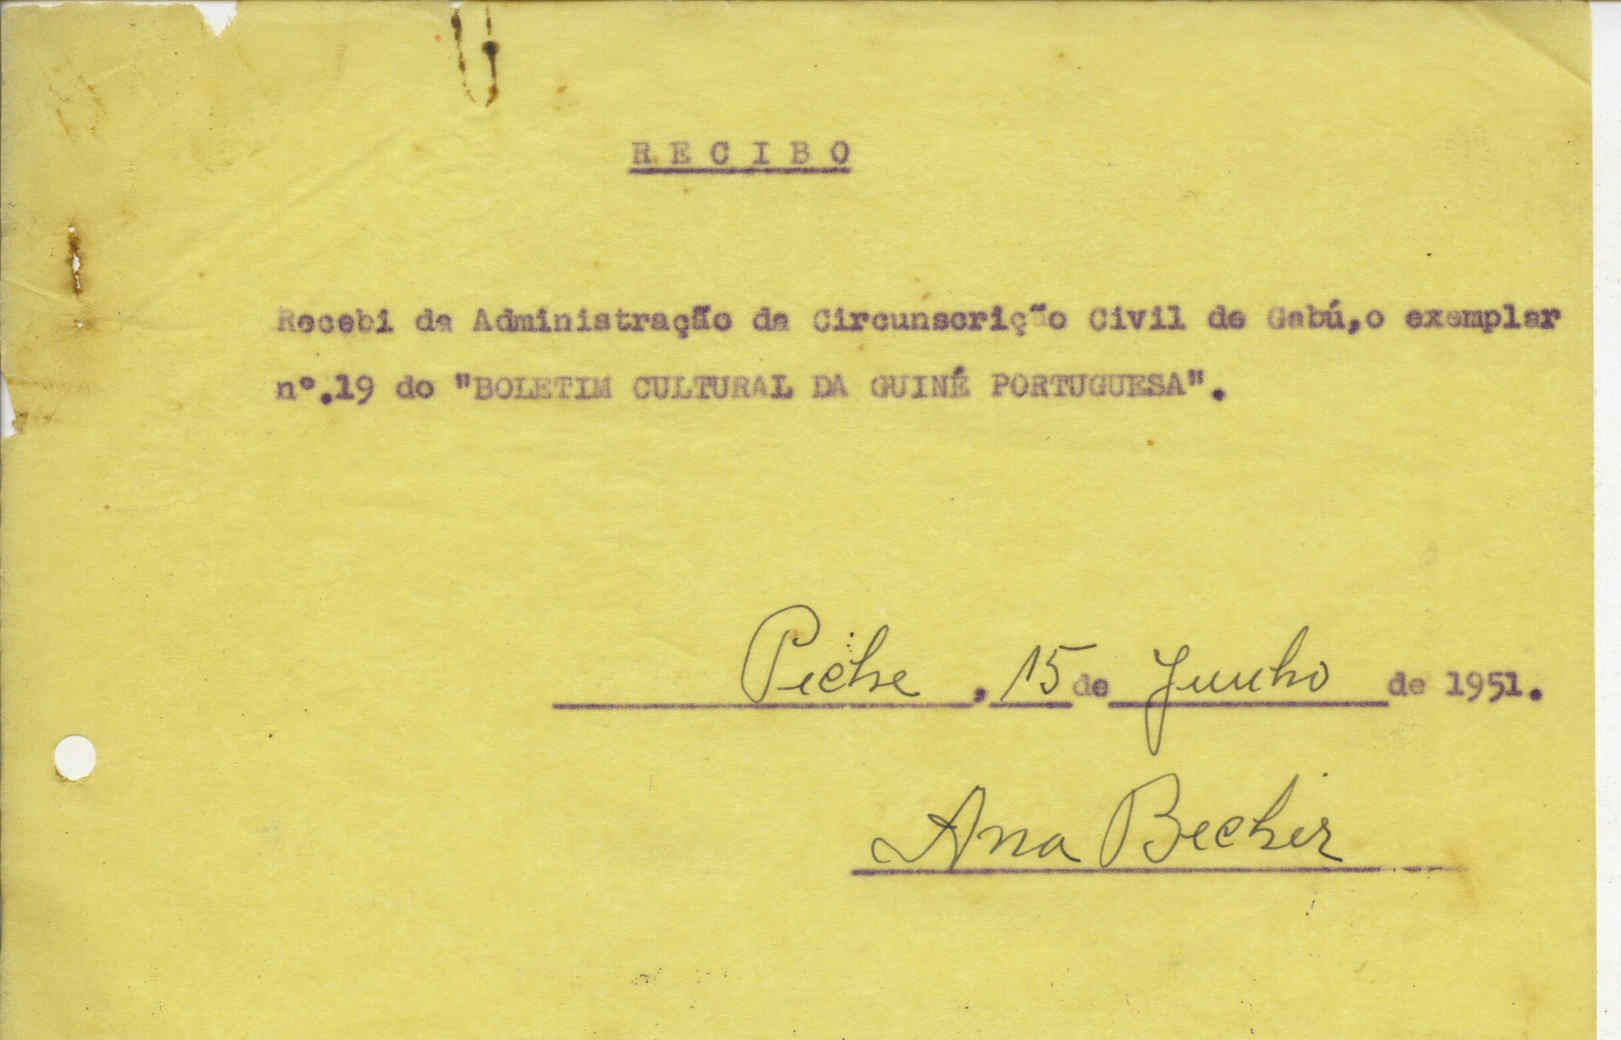 RECIBO
Recebi da Administração da Circunscrição Civil de Gabú,o exemplar
nº.19 do "BOLETIM CULTURAL DA GUINÉ PORTUGUESA".
Piche, 15 de Junho de 1951.
Ana Becher